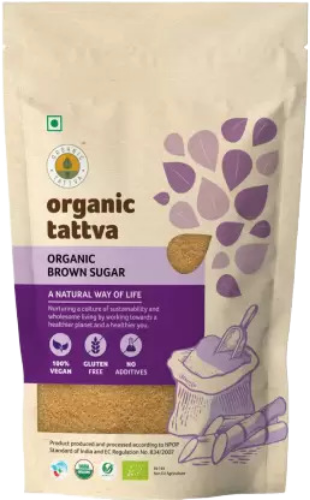 ORGANIC
TATTVA
organic
tattva
ORGANIC
BROWN SUGAR
A NATURAL WAY OF LIFE
Nurturing a culture of sustainability and
wholesome living by working towards a
healthier planet and a healthier you.
100% GLUTEN NO
VEGAN FREE ADDITIVES
Product produced and processed according to NPOP
Standard of India and EC Regulation No. 834/2007